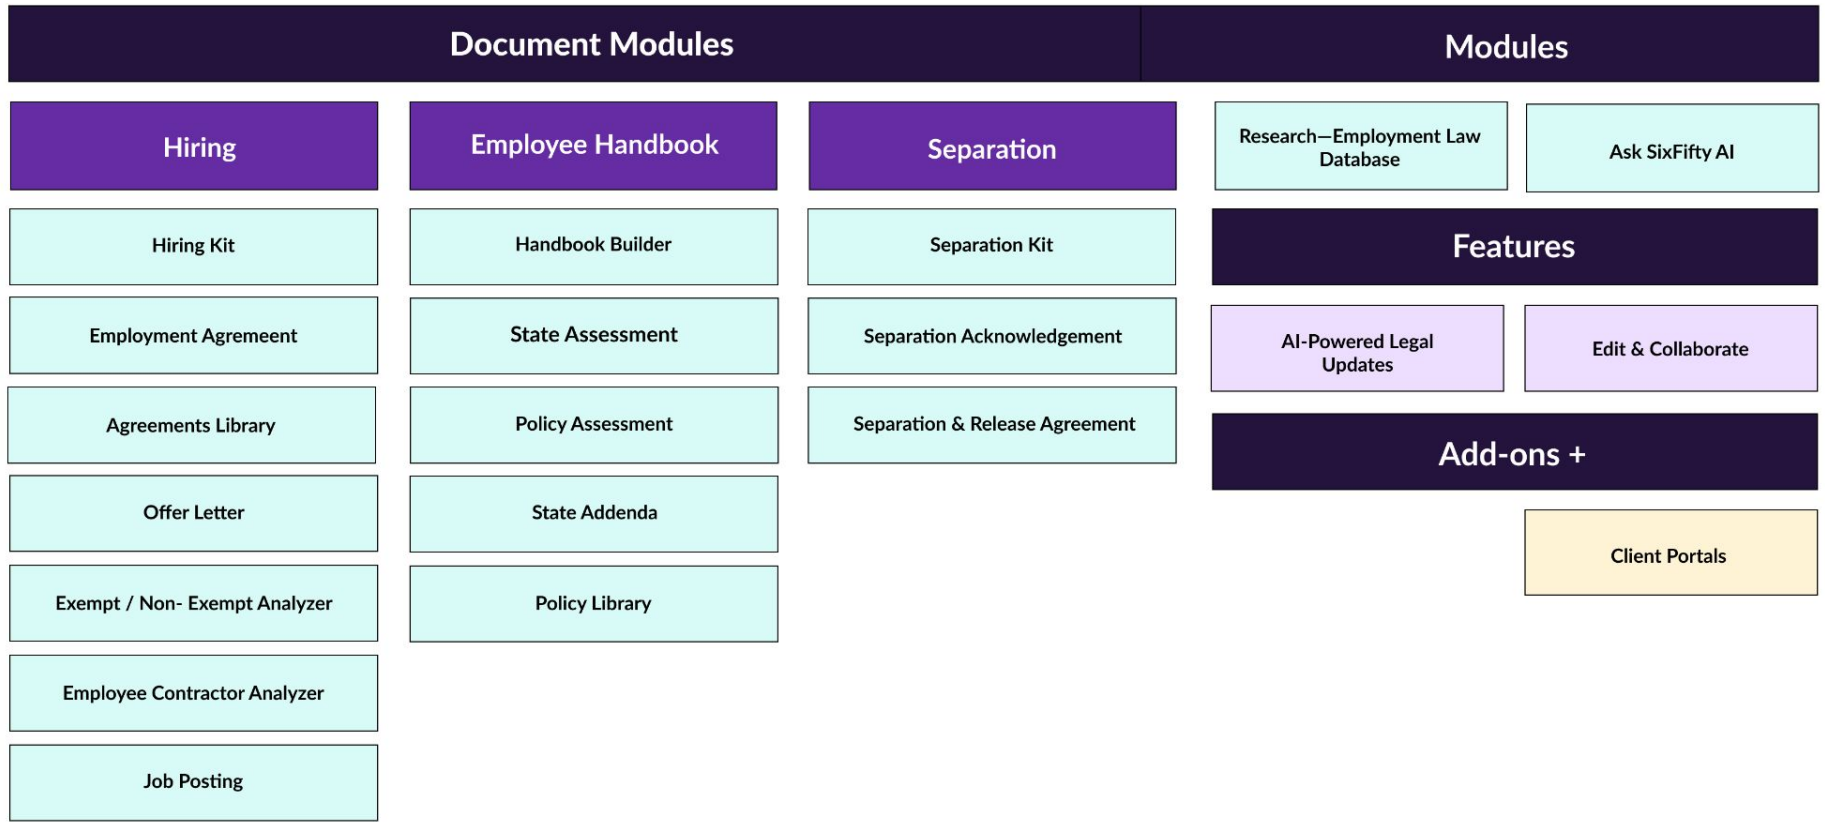 Document Modules
Modules
Hiring
Hiring Kit
Employment Agremeent
Agreements Library
Offer Letter
Exempt / Non- Exempt Analyzer
Employee Contractor Analyzer
Job Posting
Employee Handbook
Handbook Builder
State Assessment
Policy Assessment
State Addenda
Policy Library
Separation
Separation Kit
Separation Acknowledgement
Separation & Release Agreement
Research—Employment Law
Database
Ask SixFifty AI
Features
AI-Powered Legal
Updates
Edit & Collaborate
Add-ons +
Client Portals